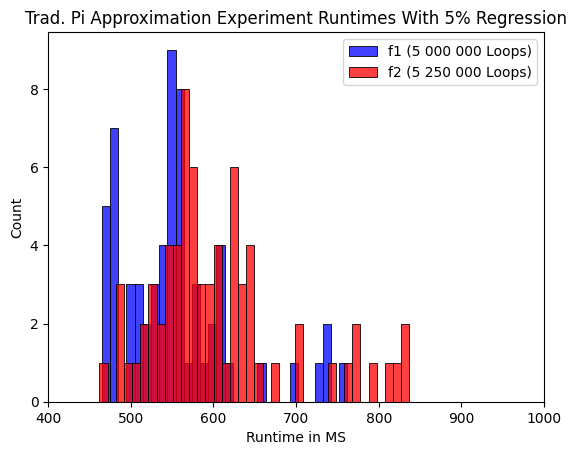 Trad. Pi Approximation Experiment Runtimes With 5% Regression
f1 (5 000 000 Loops)
f2 (5 250 000 Loops)
Count
8
6
4
2
0
400 500 600 700 800 900 1000
Runtime in MS